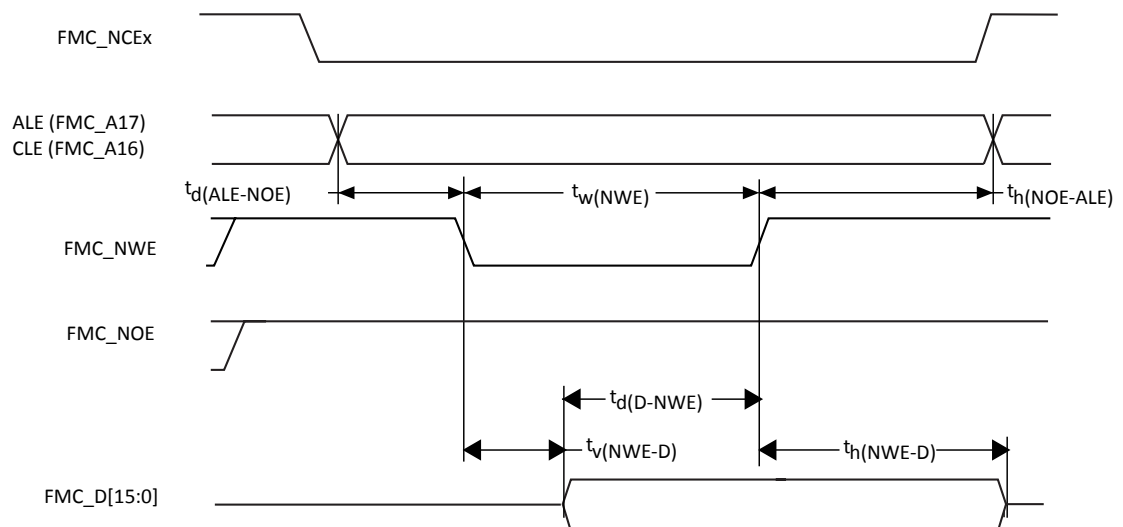 FMC_NCEx
ALE (FMC_A17)
CLE (FMC_A16)
td(ALE-NOE)
tw(NWE)
th(NOE-ALE)
FMC_NWE
FMC_NOE
td(D-NWE)
tv(NWE-D)
th(NWE-D)
FMC_D[15:0]